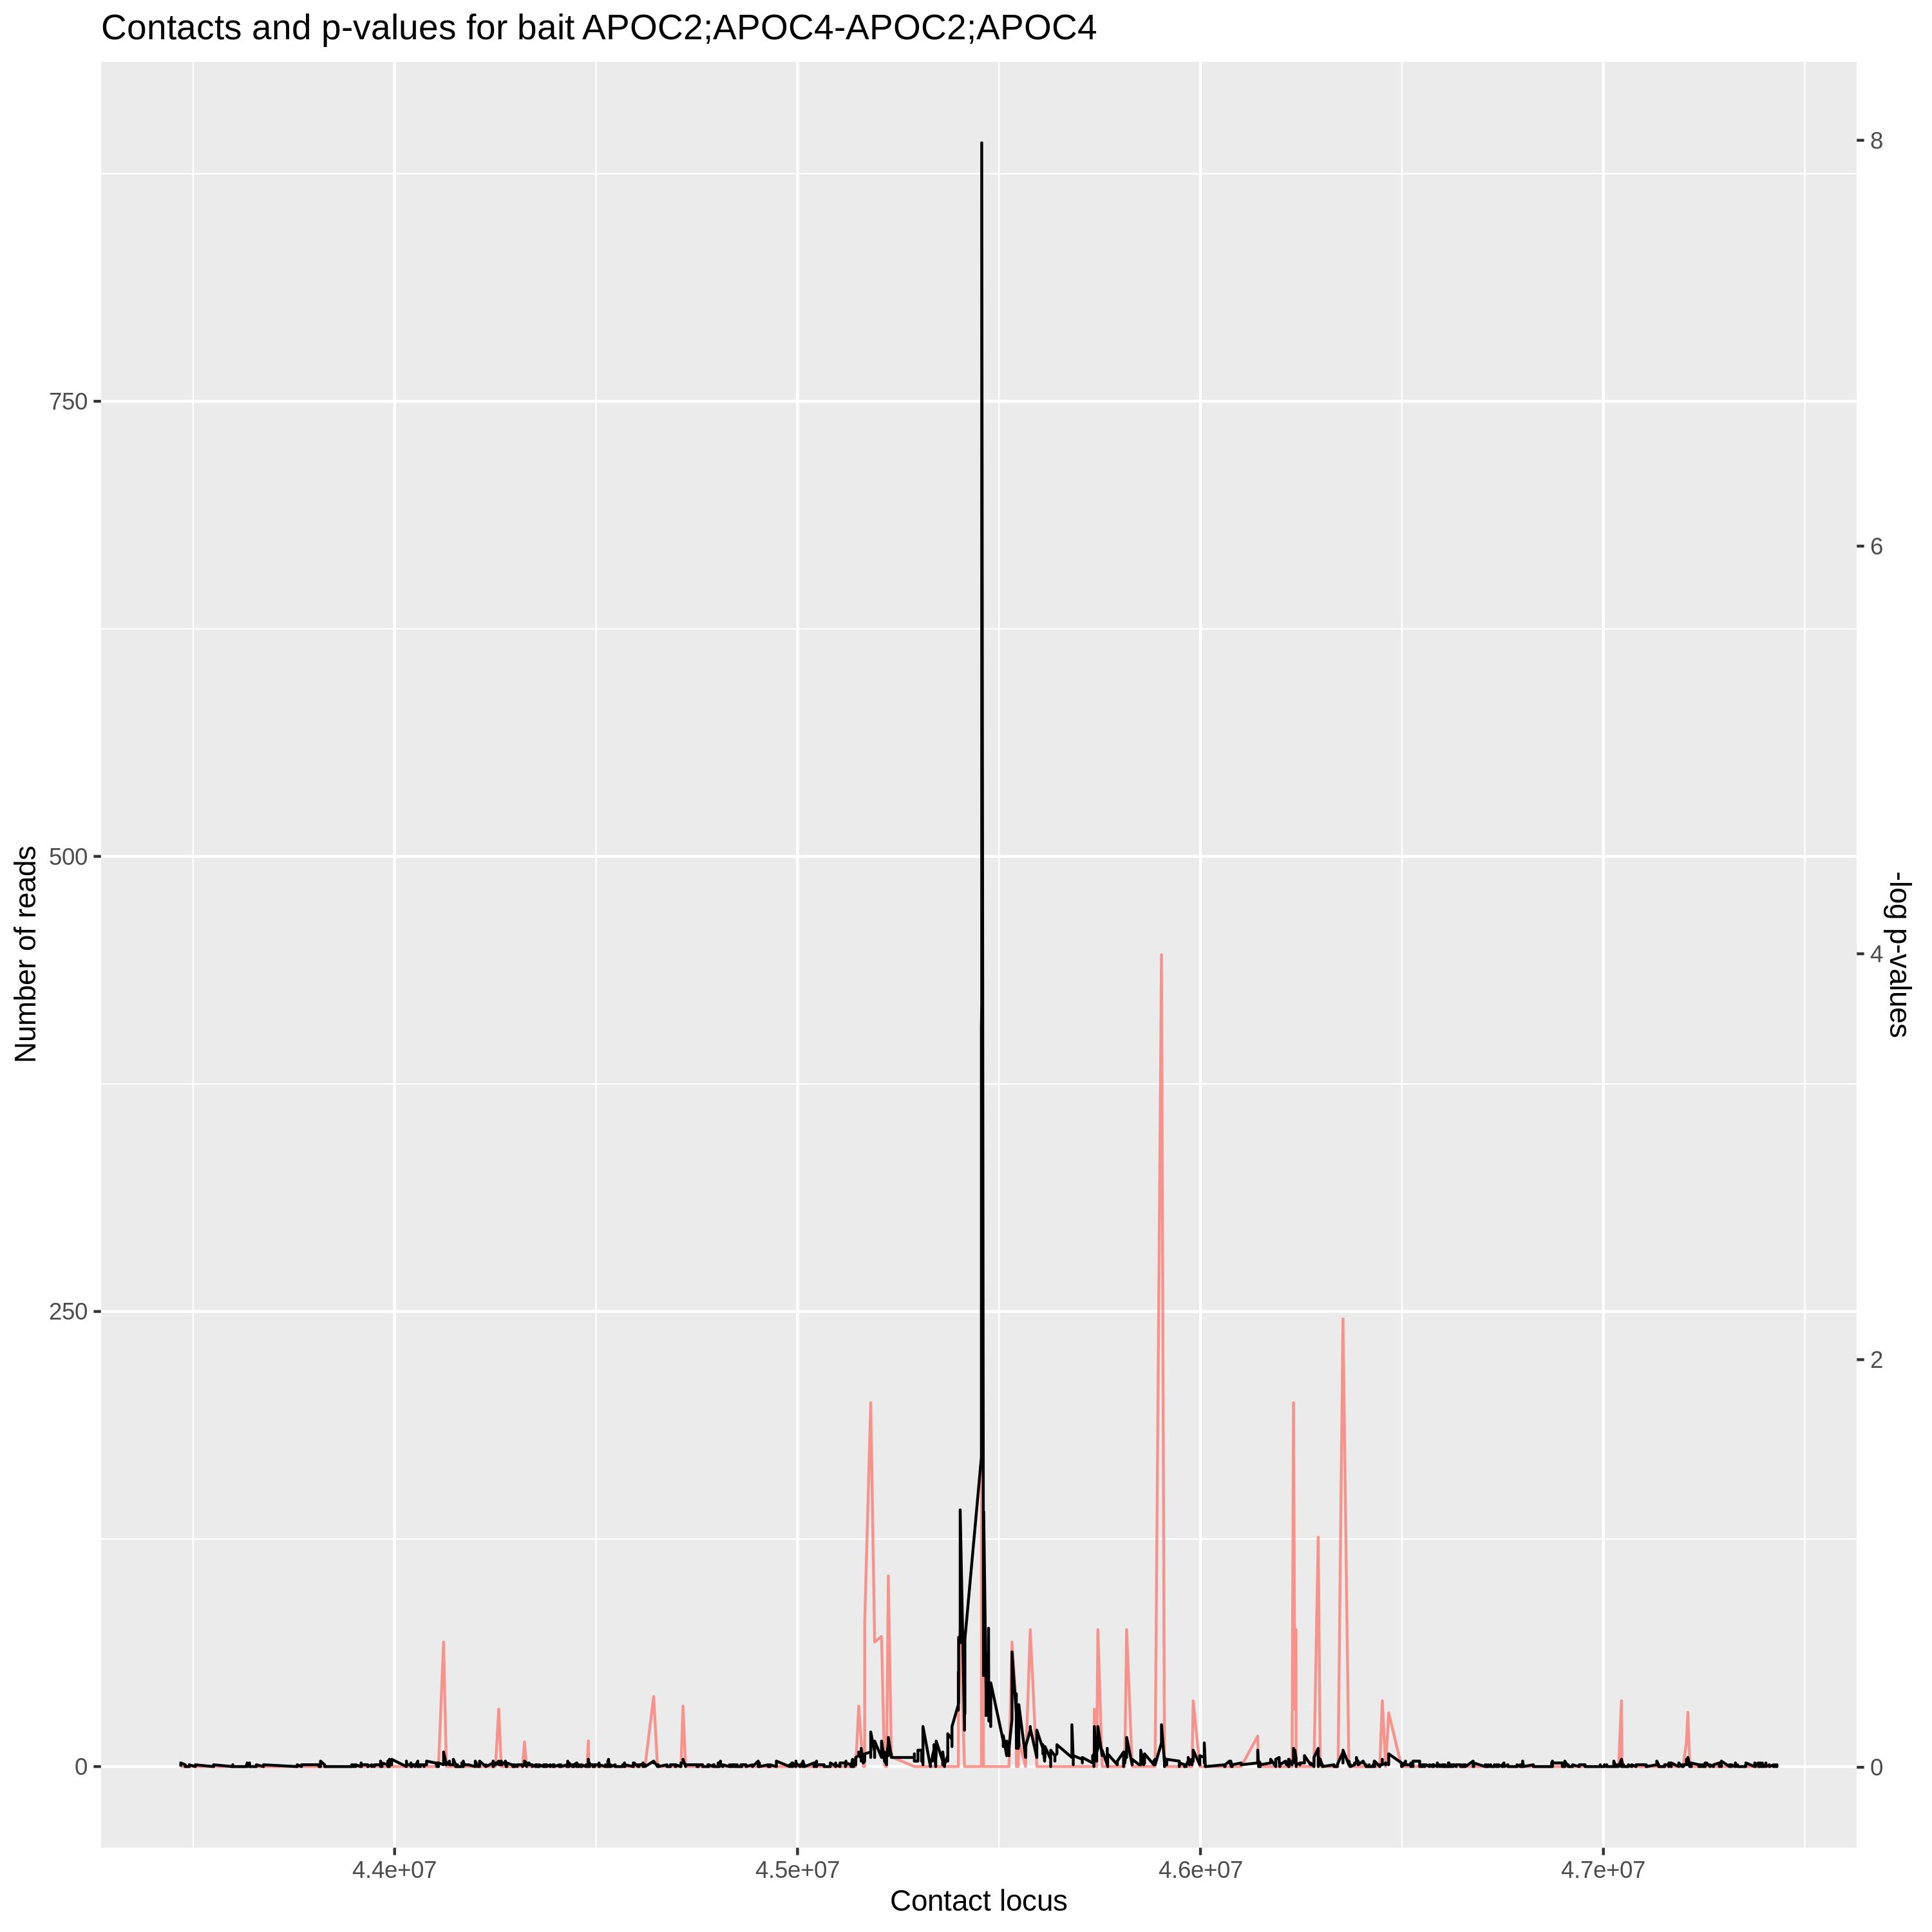 Contacts and p-values for bait APOC2;APOC4-APOC2;APOC4
Number of reads
750
500
250
0
8
6
4
2
0
-log p-values
4.4e+07
4.5e+07
4.6e+07
4.7e+07
Contact locus